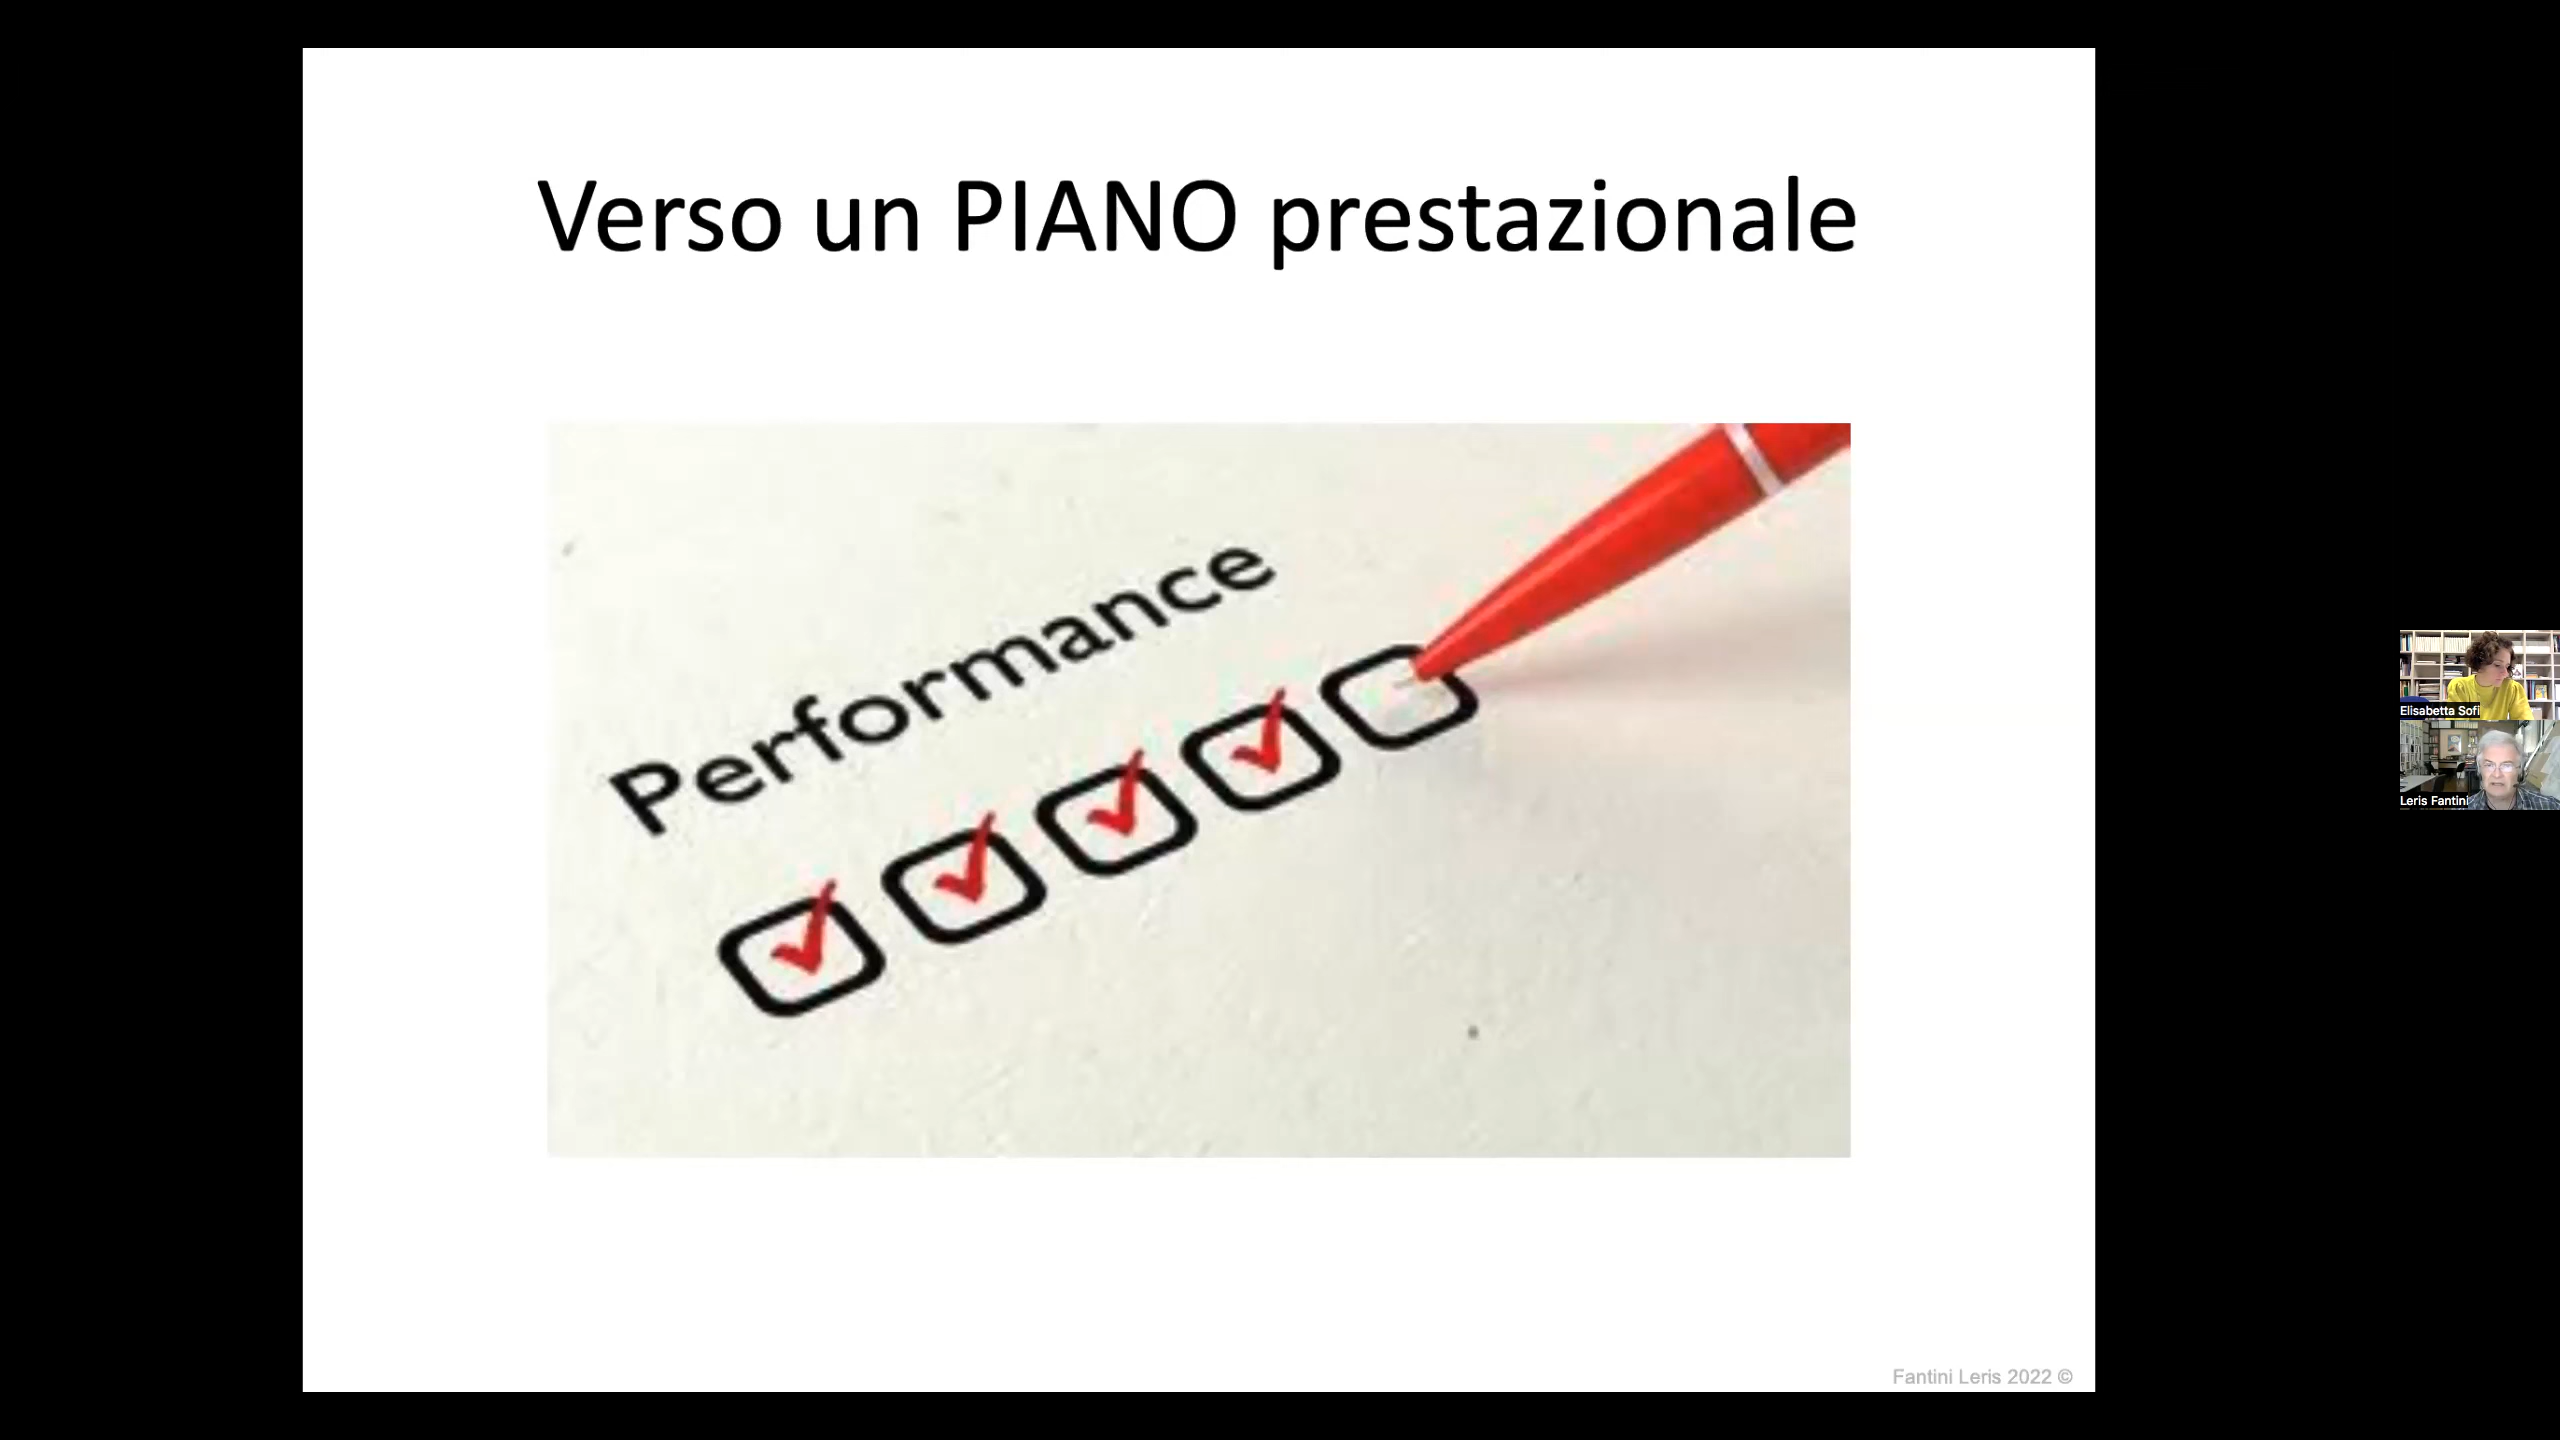 Verso un PIANO prestazionale
Performance
Elisabetta Sofi
Leris Fantini
Fantini Leris 2022 ©